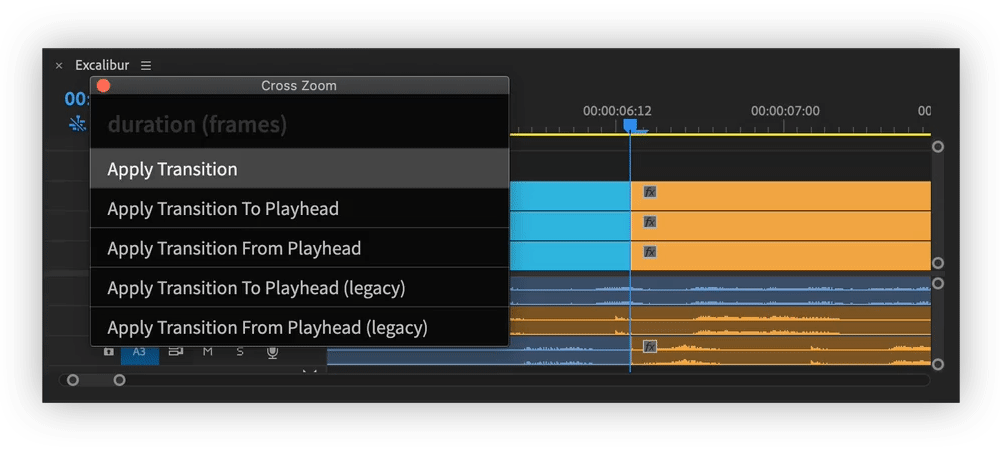 × Excalibur ☰
Cross Zoom
00:
00:00:06:12
00:00:07:00
00
duration (frames)
Apply Transition
fx
Apply Transition To Playhead
fx
Apply Transition From Playhead
fx
Apply Transition To Playhead (legacy)
Apply Transition From Playhead (legacy)
A3
M
S
fx